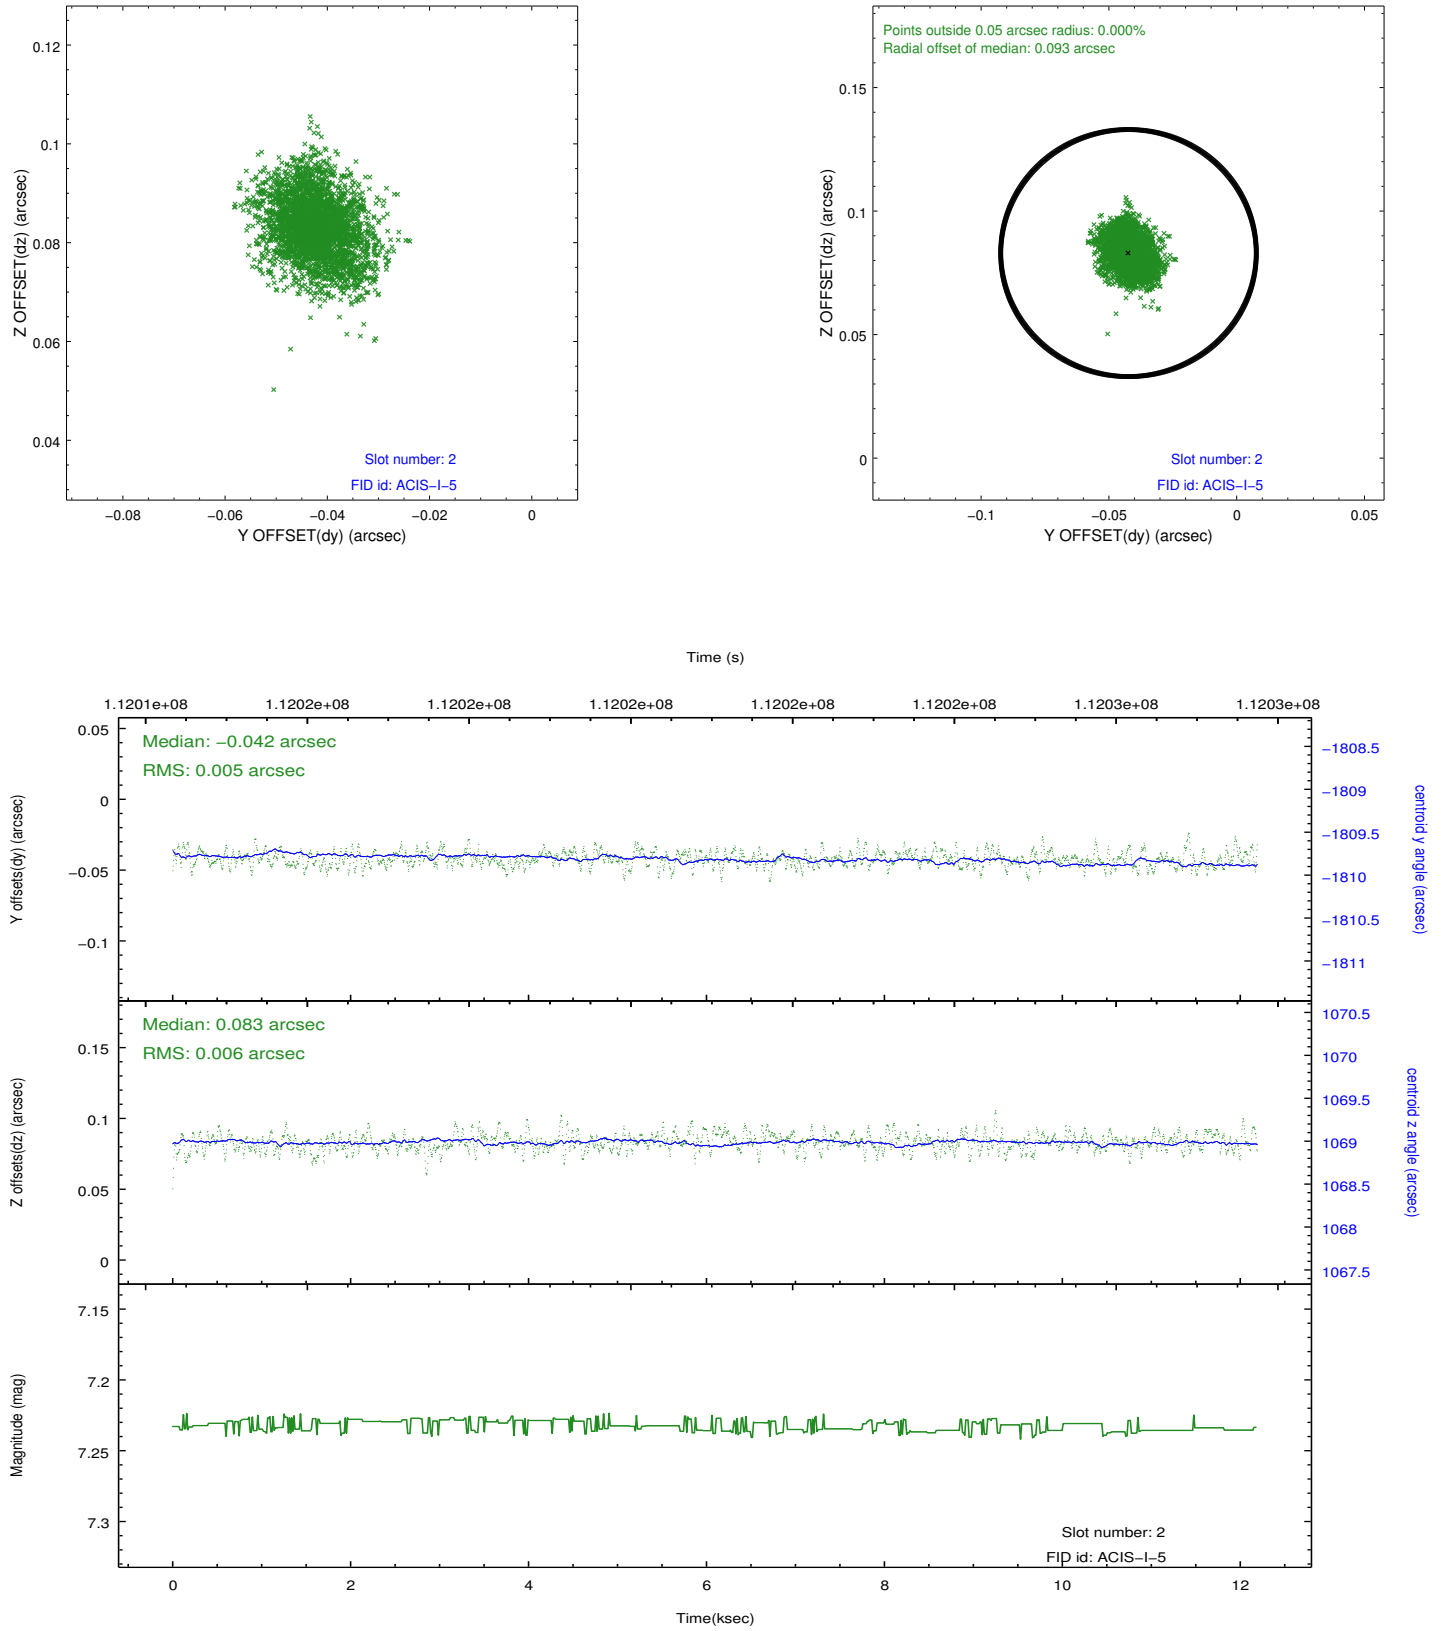 0.12
0.1
0.08
0.06
0.04
Z OFFSET(dz) (arcsec)
Slot number: 2
FID id: ACIS−I−5
−0.08 −0.06 −0.04 −0.02 0
Y OFFSET(dy) (arcsec)
Points outside 0.05 arcsec radius: 0.000%
Radial offset of median: 0.093 arcsec
0.15
0.1
0.05
0
Z OFFSET(dz) (arcsec)
Slot number: 2
FID id: ACIS−I−5
−0.1 −0.05 0 0.05
Y OFFSET(dy) (arcsec)
Time (s)
1.1201e+08 1.1202e+08 1.1202e+08 1.1202e+08 1.1202e+08 1.1202e+08 1.1203e+08 1.1203e+08
Median: −0.042 arcsec
RMS: 0.005 arcsec
0.05
0
−0.05
−0.1
Y offsets(dy) (arcsec)
−1808.5
−1809
−1809.5
−1810
−1810.5
−1811
centroid y angle (arcsec)
Median: 0.083 arcsec
RMS: 0.006 arcsec
0.15
0.1
0.05
0
Z offsets(dz) (arcsec)
1070.5
1070
1069.5
1069
1068.5
1068
1067.5
centroid z angle (arcsec)
7.15
7.2
7.25
7.3
Magnitude (mag)
Slot number: 2
FID id: ACIS−I−5
0 2 4 6 8 10 12
Time(ksec)